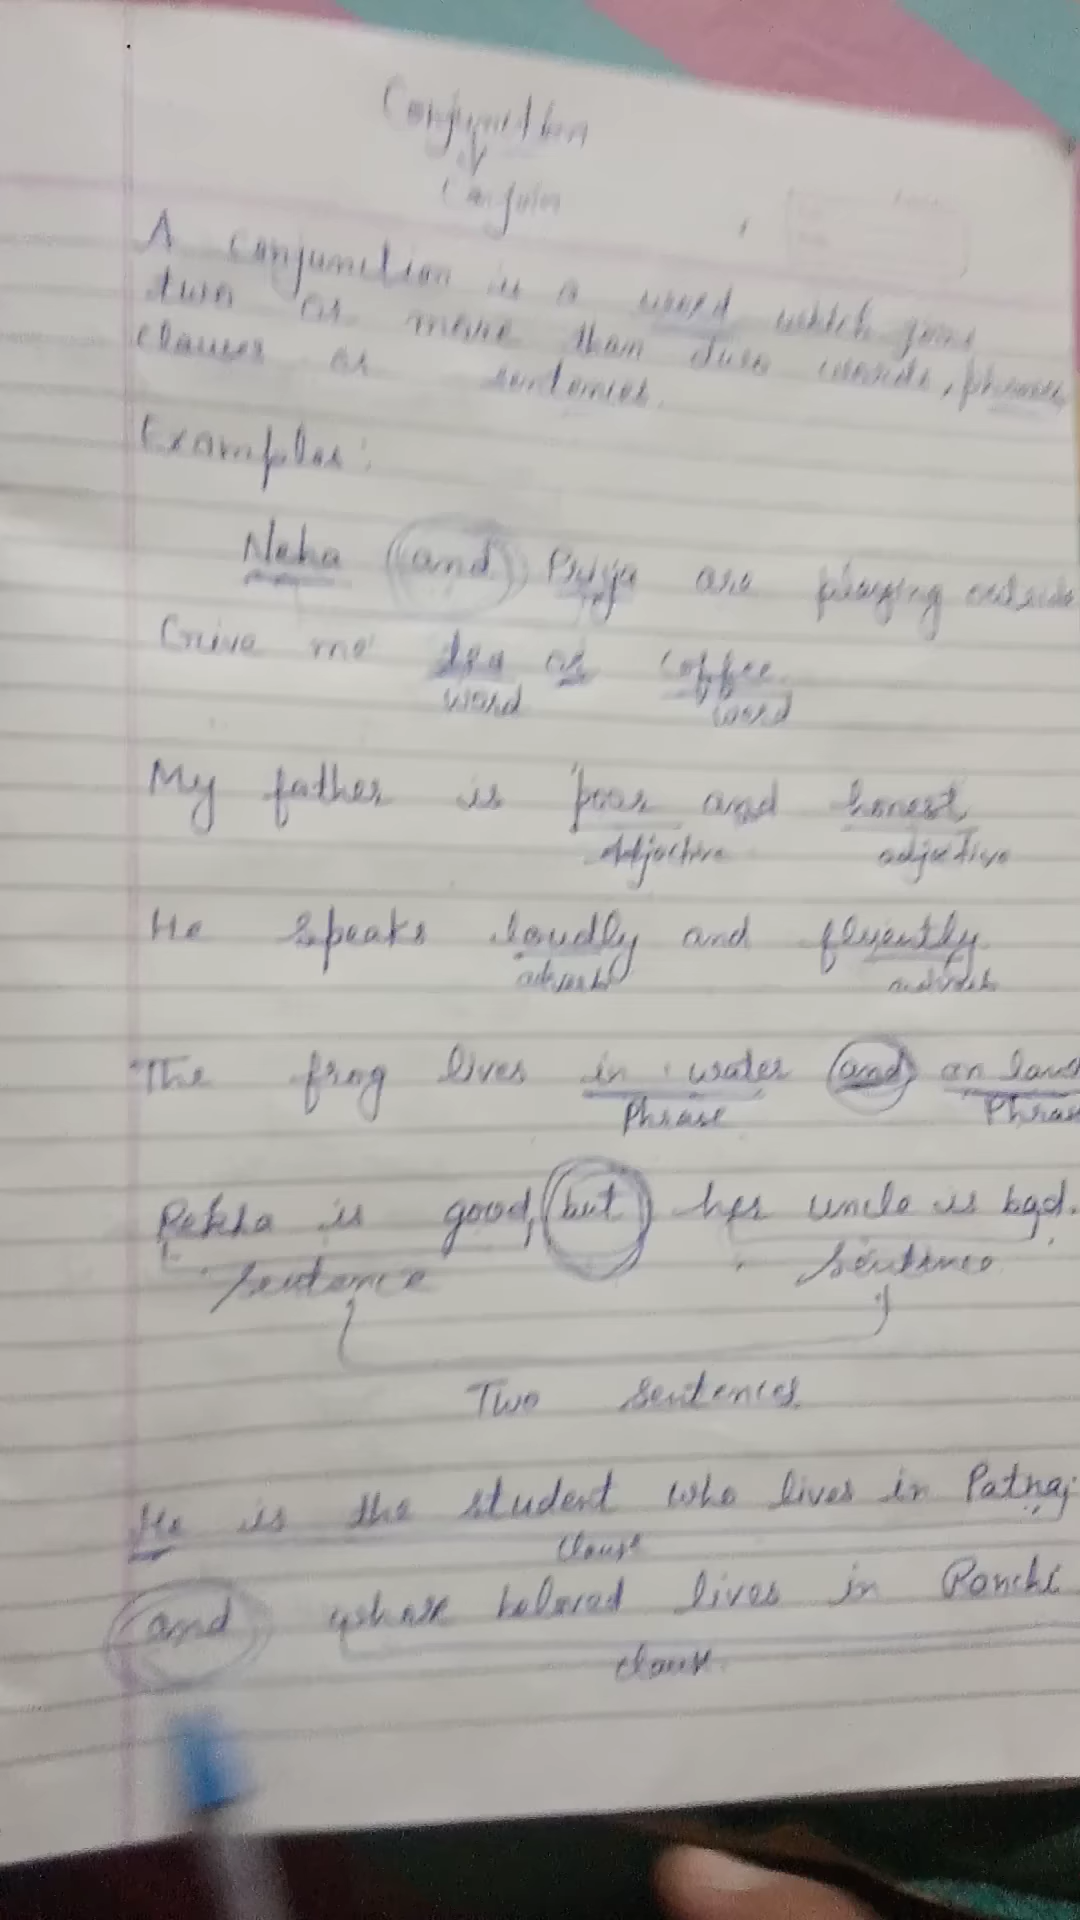 Conjunction
A conjunction is a word which joins
two or more than two words, phrases,
clauses or sentences.
Examples:
Neha and Priya are playing outside
Give me tea or coffee.
word word
My father is poor and honest
adjective adjective
He speaks loudly and fluently
adverb adverb
The frog lives in water and on land
Phrase Phrase
Rekha is good, but her uncle is bad.
Sentence Sentence
Two sentences
He is the student who lives in Patna;
clause
and whose beloved lives in Ranchi
clause